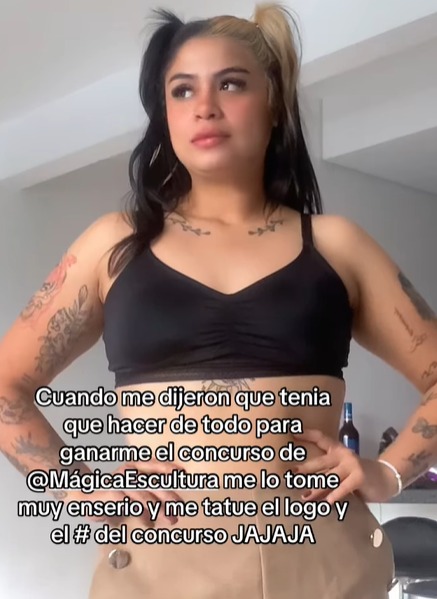 Cuando me dijeron que tenia
que hacer de todo para
ganarme el concurso de
@MágicaEscultura me lo tome
muy enserio y me tatue el logo y
el # del concurso JAJAJA